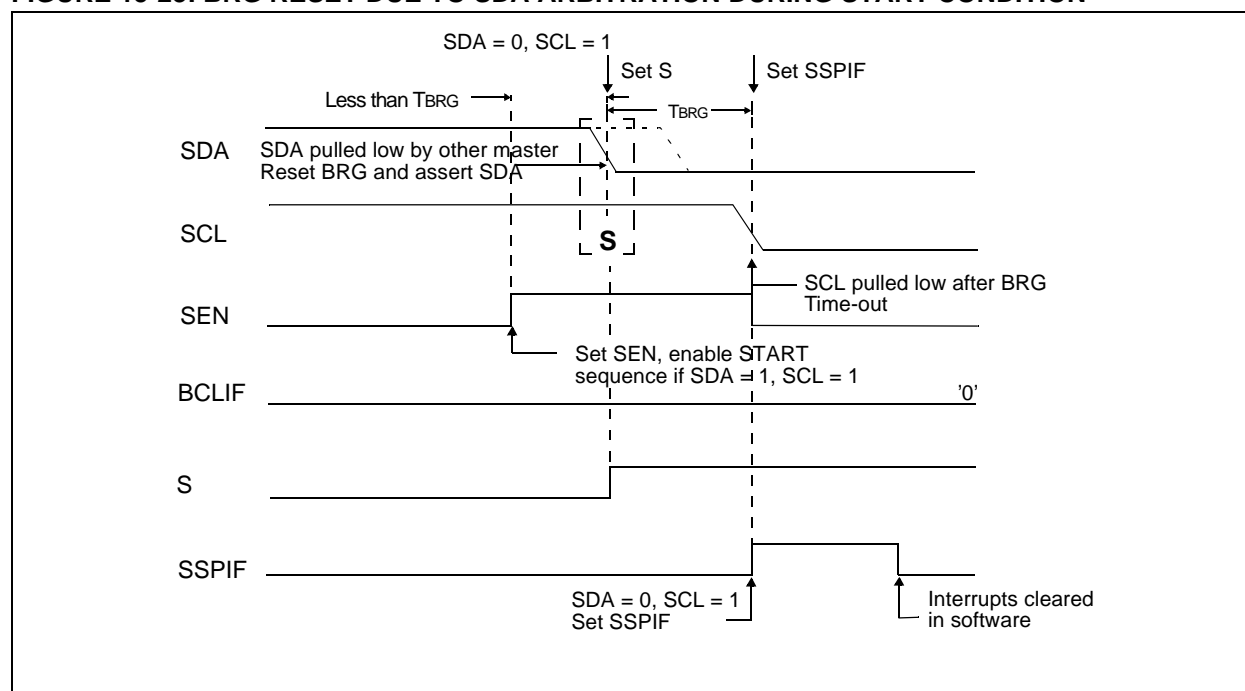 SDA = 0, SCL = 1
Set S
Set SSPIF
Less than TBRG
TBRG
SDA
SDA pulled low by other master
Reset BRG and assert SDA
SCL
S
SCL pulled low after BRG
Time-out
SEN
Set SEN, enable START
sequence if SDA = 1, SCL = 1
BCLIF
'0'
S
SSPIF
SDA = 0, SCL = 1
Set SSPIF
Interrupts cleared
in software